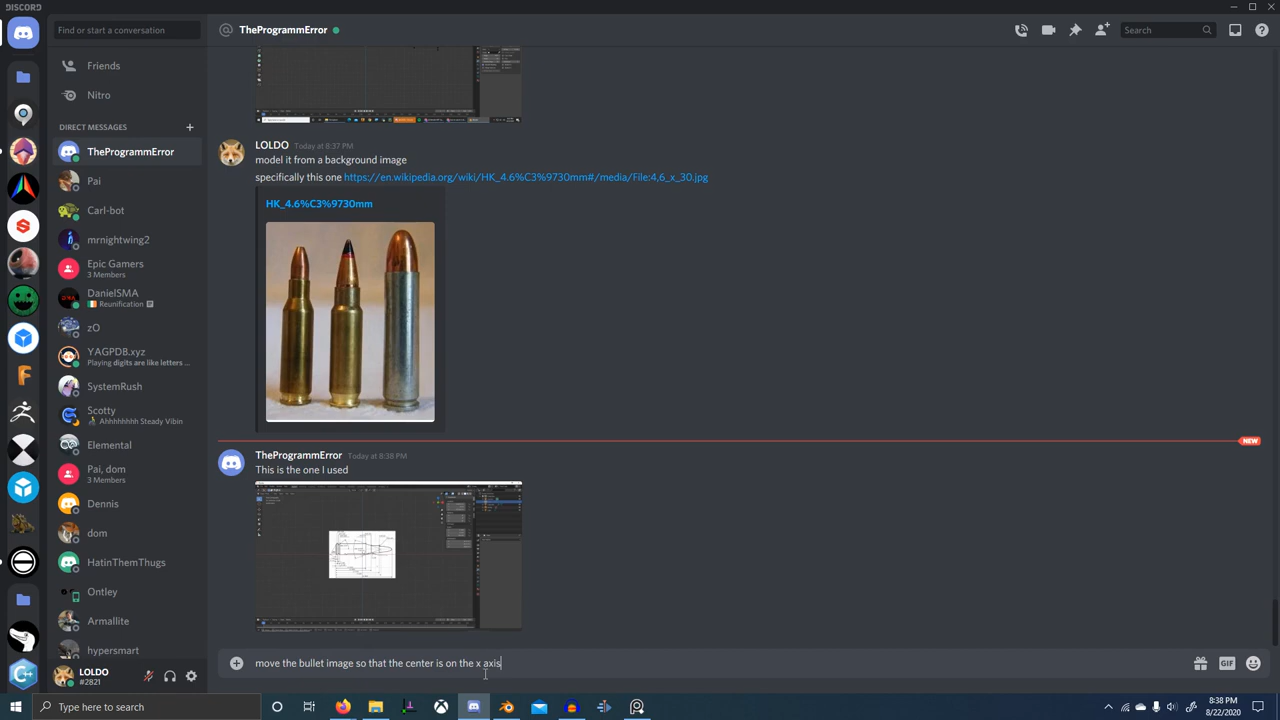 DISCORD
Find or start a conversation
TheProgrammError
Search
Friends
Nitro
DIRECT MESSAGES
TheProgrammError
Pai
Carl-bot
mrnightwing2
Epic Gamers
3 Members
DanielSMA
Reunification
zO
YAGPDB.xyz
Playing digits are like letters ...
SystemRush
Scotty
Ahhhhhhhh Steady Vibin
Elemental
Pai, dom
3 Members
Dennis
dom
HatinThemThugs
Ontley
Armallite
hypersmart
LOLDO
#2821
LOLDO Today at 8:37 PM
model it from a background image
specifically this one https://en.wikipedia.org/wiki/HK_4.6%C3%9730mm#/media/File:4,6_x_30.jpg
HK_4.6%C3%9730mm
NEW
TheProgrammError Today at 8:38 PM
This is the one I used
move the bullet image so that the center is on the x axis
GIF
Type here to search
8:38 PM
8/22/2020